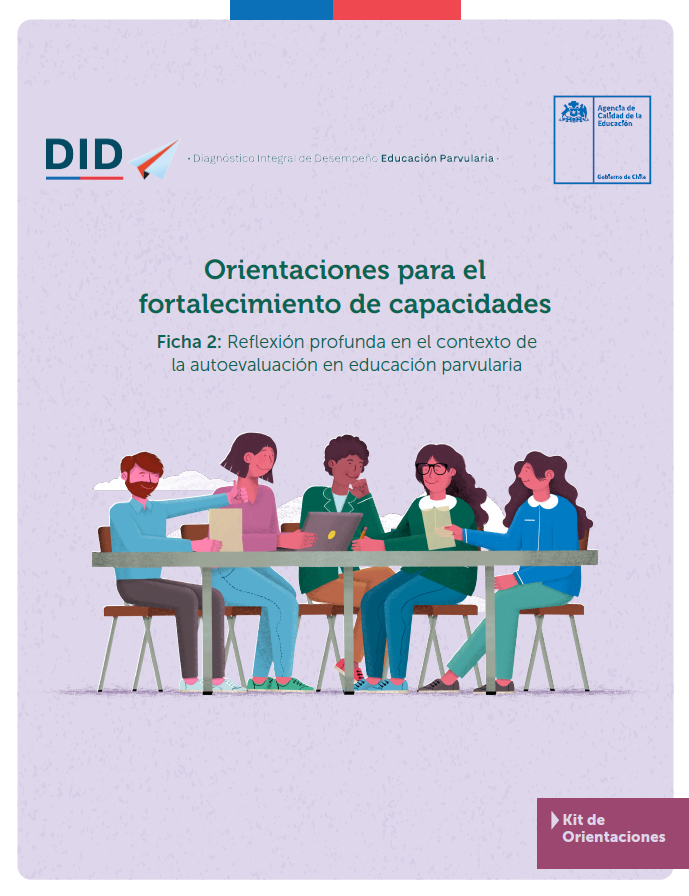 DID
· Diagnóstico Integral de Desempeño Educación Parvularia ·
Agencia de
Calidad de la
Educación
Gobierno de Chile
Orientaciones para el
fortalecimiento de capacidades
Ficha 2: Reflexión profunda en el contexto de
la autoevaluación en educación parvularia
Kit de
Orientaciones